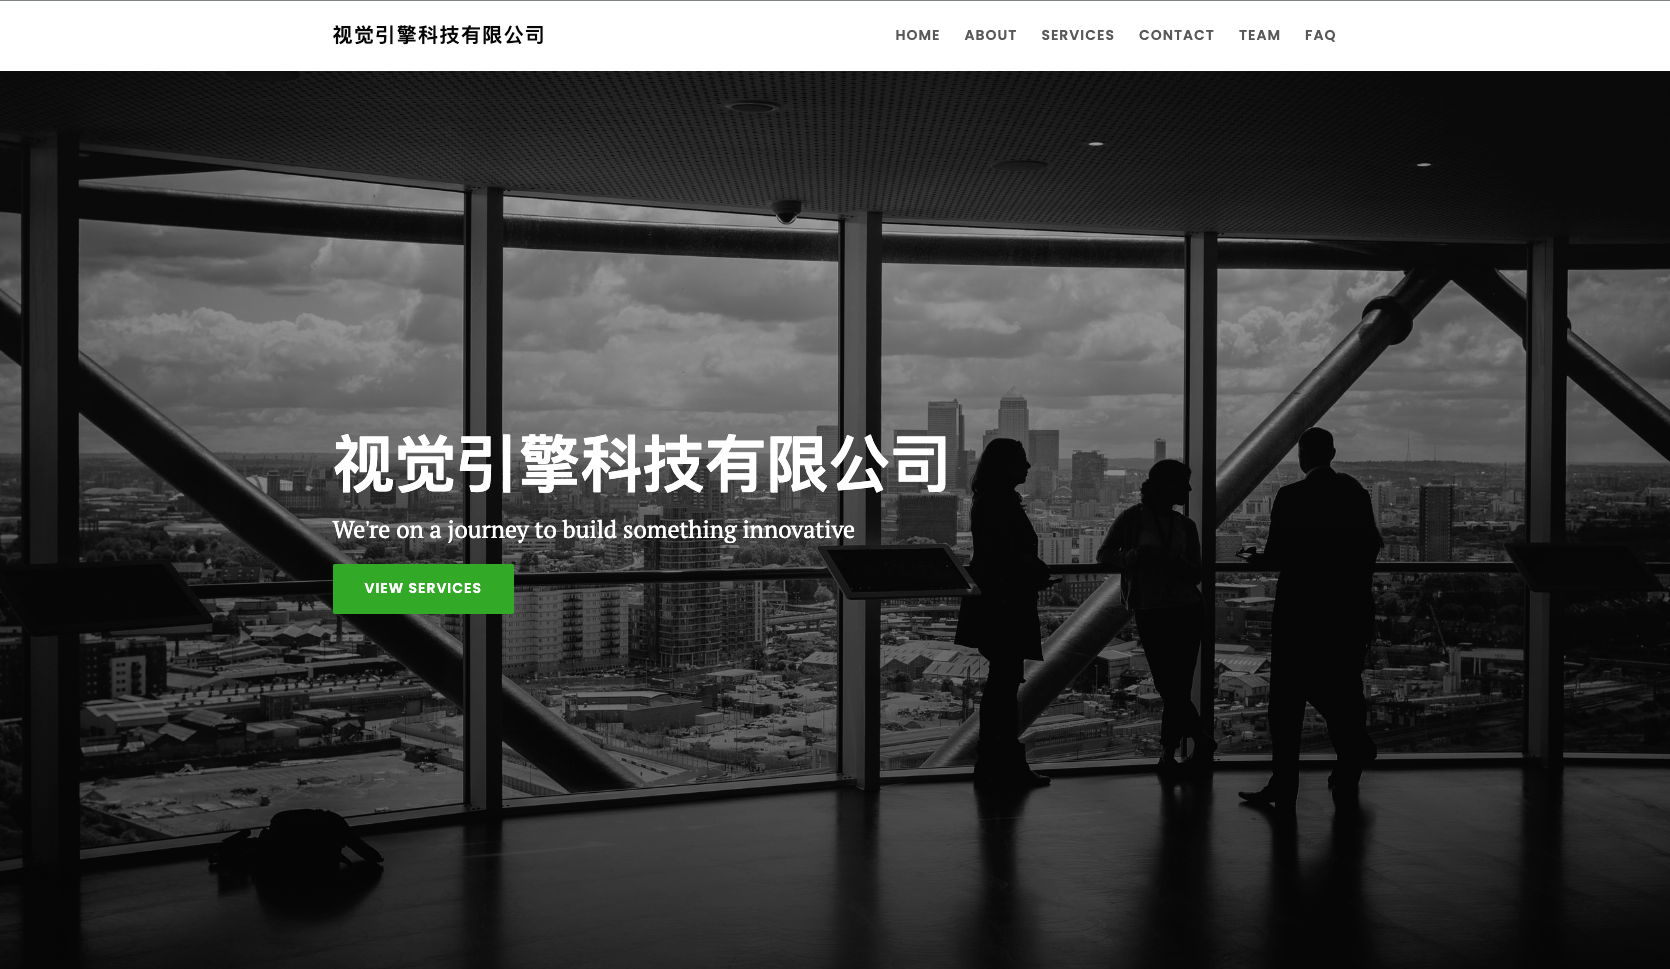 视觉引擎科技有限公司
HOME ABOUT SERVICES CONTACT TEAM FAQ
视觉引擎科技有限公司
We're on a journey to build something innovative
VIEW SERVICES